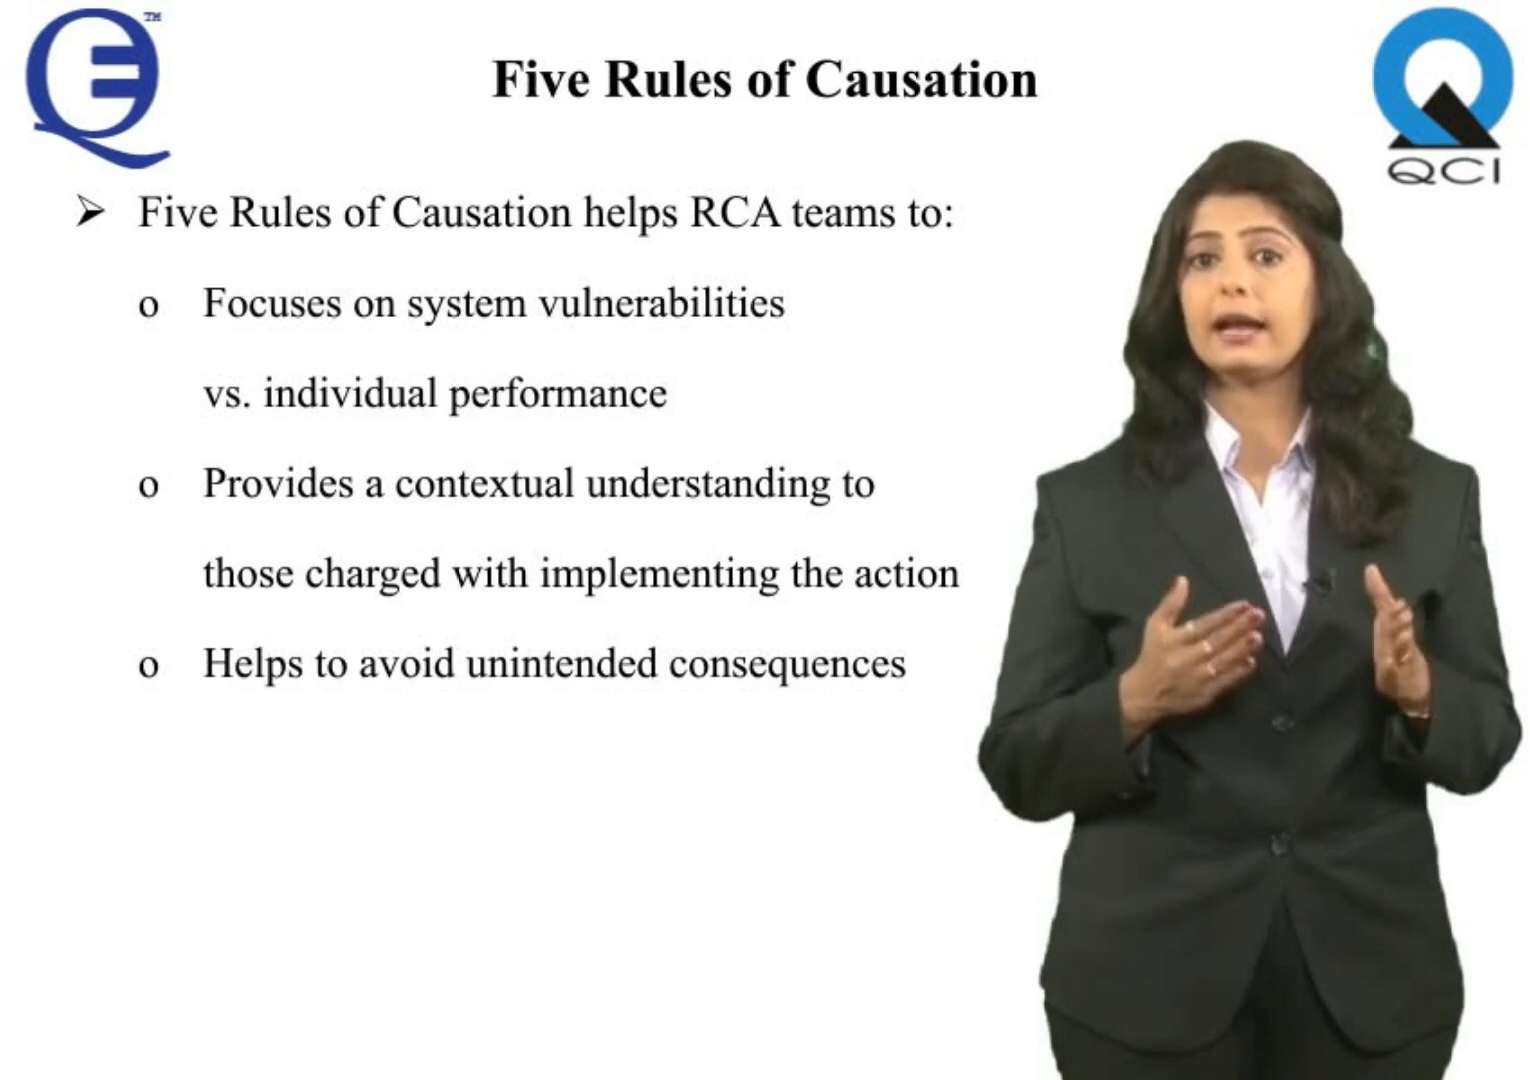 TM
Five Rules of Causation
QCI
➢ Five Rules of Causation helps RCA teams to:
o Focuses on system vulnerabilities
vs. individual performance
o Provides a contextual understanding to
those charged with implementing the action
o Helps to avoid unintended consequences